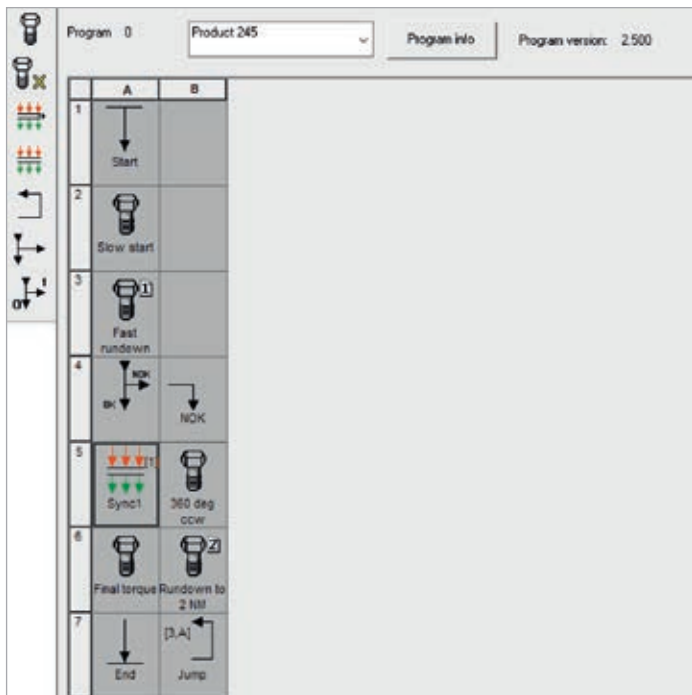 Program 0 Product 245 Program info Program version: 2.500
A B
1
Start
2
Slow start
3 1
Fast
rundown
4 NOK
OK
NOK
5 [1]
Sync1 360 deg
ccw
6 2
Final torque Rundown to
2 NM
7 [3,A]
End Jump
0 1